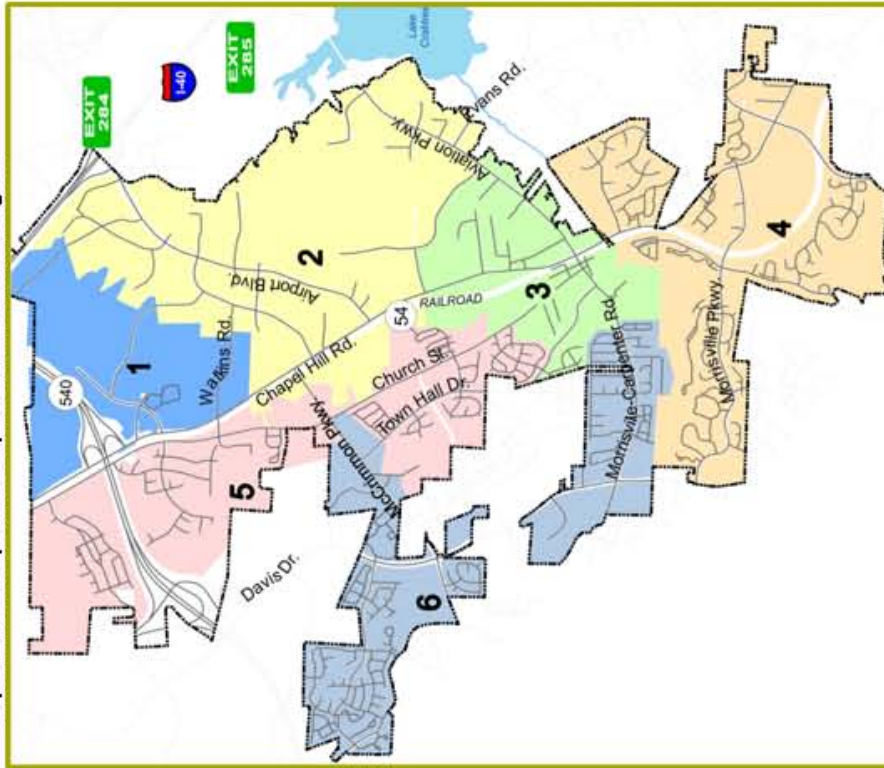 EXIT
284
I-40
EXIT
285
Lake
Evans Rd.
Aviation Pkwy.
2
Airport Blvd.
1
540
Watkins Rd.
Chapel Hill Rd.
54
RAILROAD
3
Church St.
Town Hall Dr.
McCrimmon Pkwy.
5
Davis Dr.
6
Morrisville-Carpenter Rd.
Morrisville Pkwy.
4